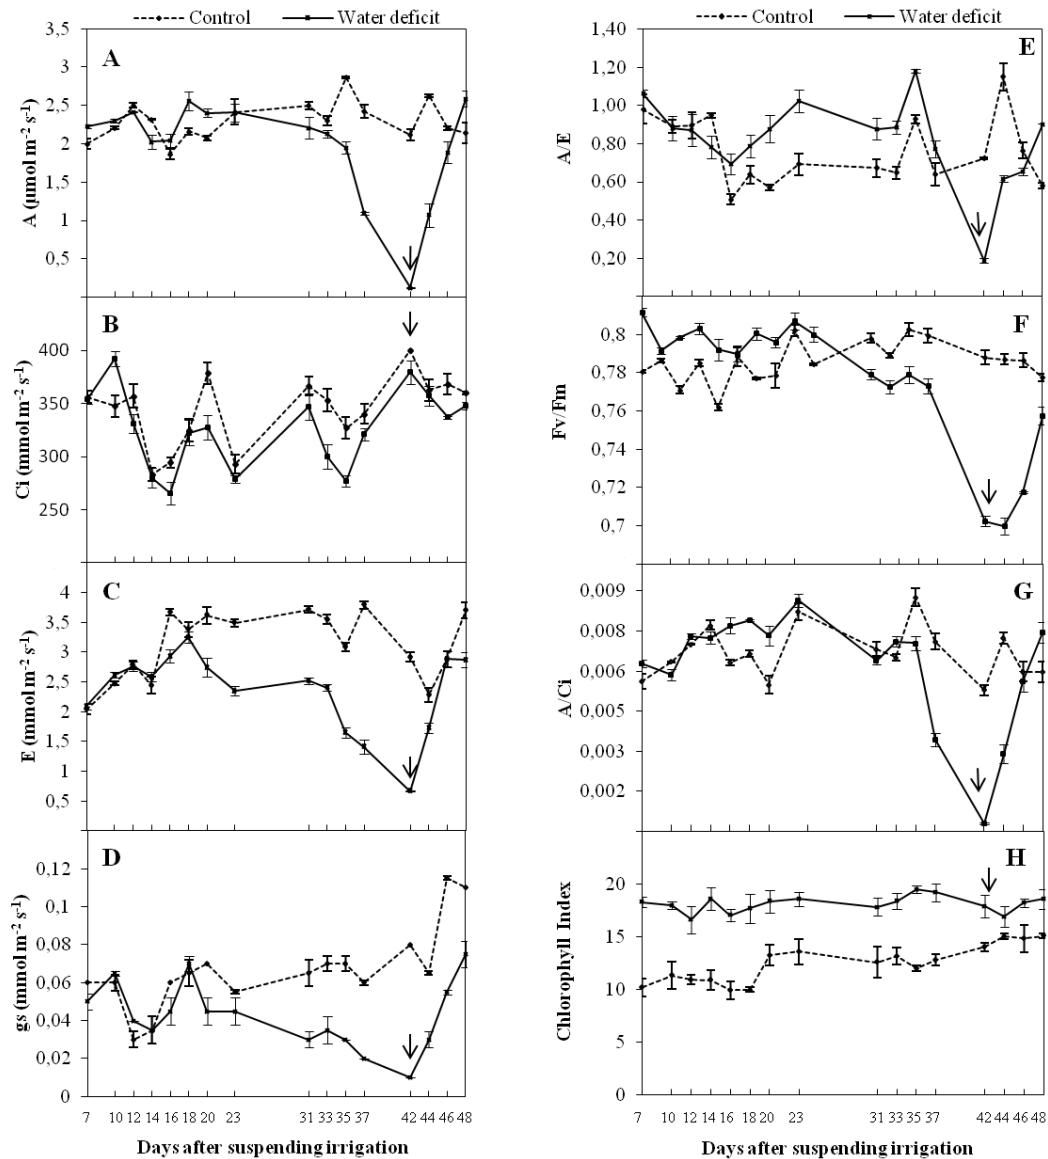 Control Water deficit
A
A (µmol m⁻² s⁻¹)
3,5
3
2,5
2
1,5
1
0,5
B
Ci (mmol m⁻² s⁻¹)
400
350
300
250
C
E (mmol m⁻² s⁻¹)
4
3,5
3
2,5
2
1,5
1
0,5
D
gs (mmol m⁻² s⁻¹)
0,12
0,1
0,08
0,06
0,04
0,02
0
7 10 12 14 16 18 20 23 31 33 35 37 42 44 46 48
Days after suspending irrigation
Control Water deficit
E
A/E
1,40
1,20
1,00
0,80
0,60
0,40
0,20
F
Fv/Fm
0,8
0,78
0,76
0,74
0,72
0,7
G
A/Ci
0,009
0,008
0,006
0,005
0,003
0,002
H
Chlorophyll Index
20
15
10
5
0
7 10 12 14 16 18 20 23 31 33 35 37 42 44 46 48
Days after suspending irrigation